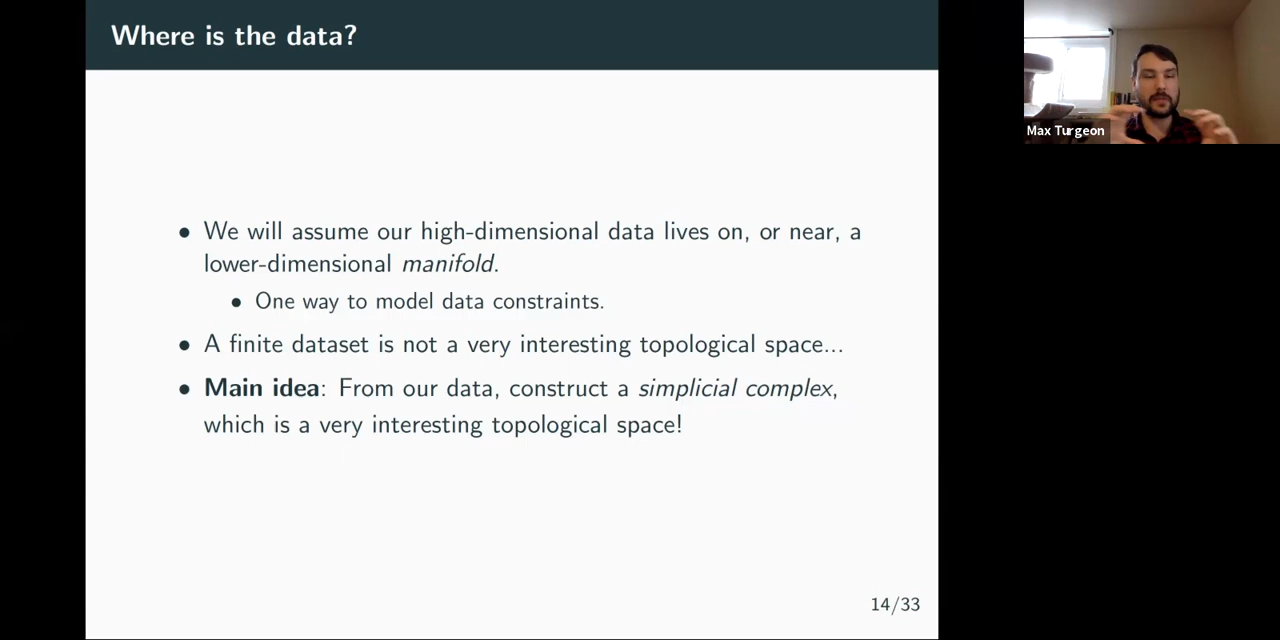 Where is the data?
Max Turgeon
• We will assume our high-dimensional data lives on, or near, a
lower-dimensional manifold.
• One way to model data constraints.
• A finite dataset is not a very interesting topological space...
• Main idea: From our data, construct a simplicial complex,
which is a very interesting topological space!
14/33